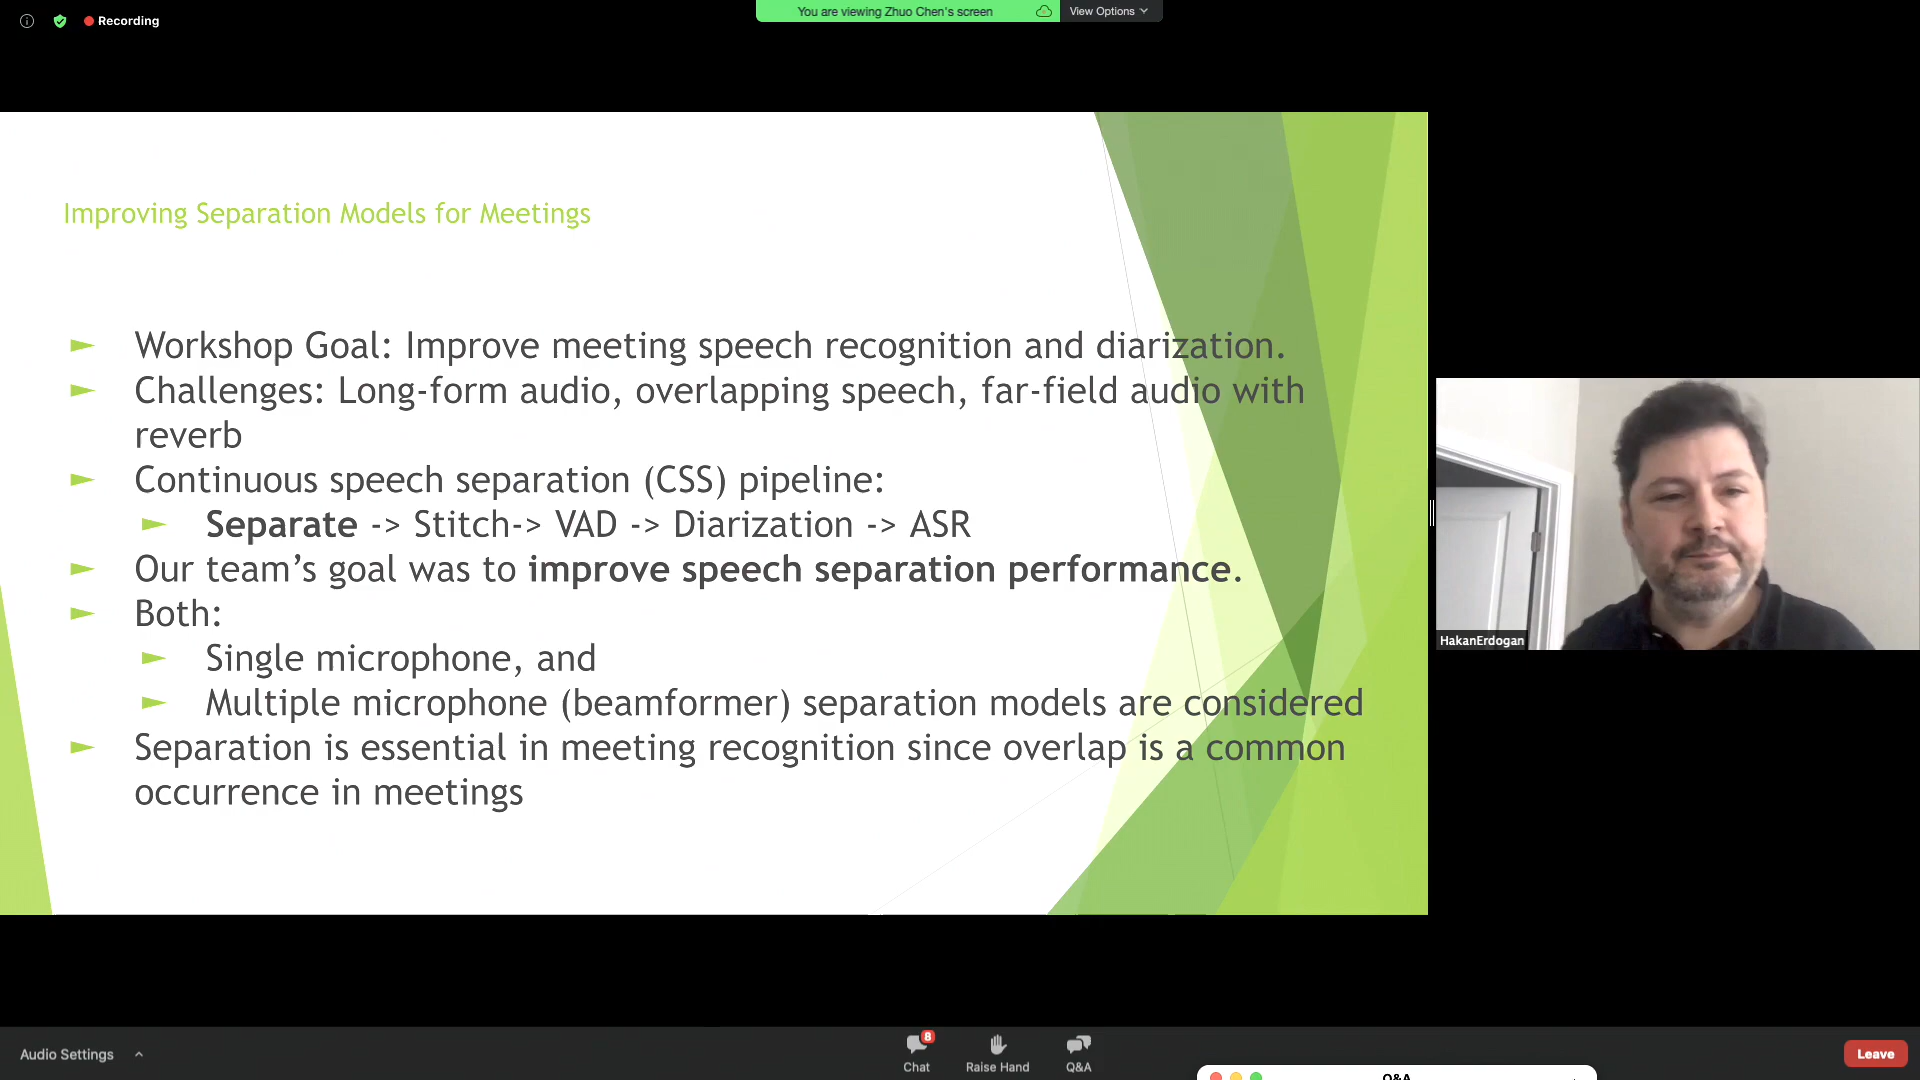 Recording
You are viewing Zhuo Chen's screen
View Options
Improving Separation Models for Meetings
Workshop Goal: Improve meeting speech recognition and diarization.
Challenges: Long-form audio, overlapping speech, far-field audio with
reverb
Continuous speech separation (CSS) pipeline:
Separate -> Stitch-> VAD -> Diarization -> ASR
Our team’s goal was to improve speech separation performance.
Both:
Single microphone, and
Multiple microphone (beamformer) separation models are considered
Separation is essential in meeting recognition since overlap is a common
occurrence in meetings
HakanErdogan
Audio Settings
8
Chat
Raise Hand
Q&A
Leave
Q&A